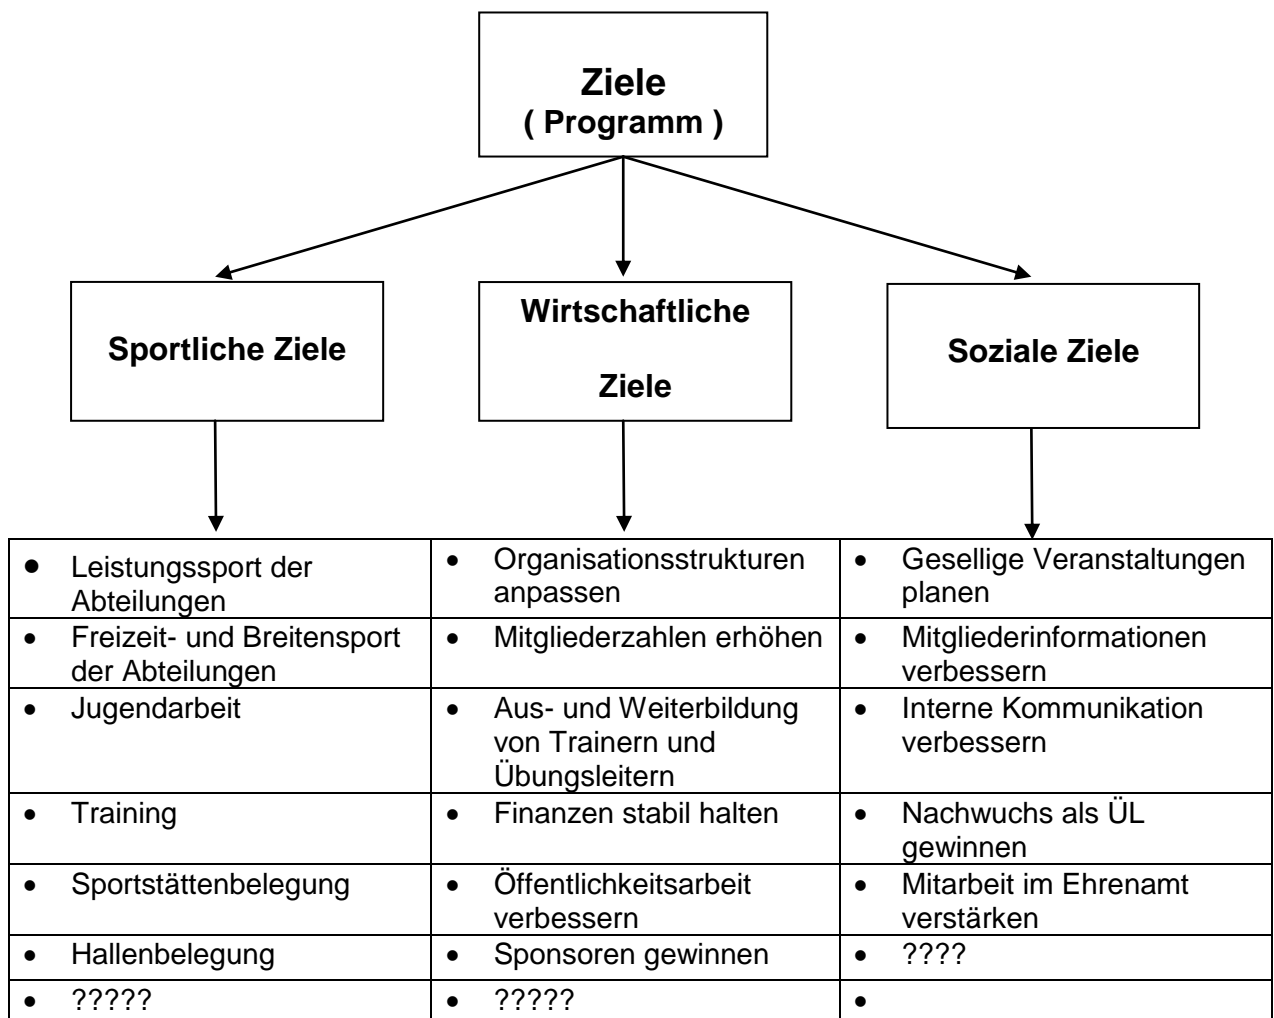 Ziele
( Programm )
Sportliche Ziele
Wirtschaftliche
Ziele
Soziale Ziele
• Leistungssport der
Abteilungen
• Organisationsstrukturen
anpassen
• Gesellige Veranstaltungen
planen
• Freizeit- und Breitensport
der Abteilungen
• Mitgliederzahlen erhöhen
• Mitgliederinformationen
verbessern
• Jugendarbeit
• Aus- und Weiterbildung
von Trainern und
Übungsleitern
• Interne Kommunikation
verbessern
• Training
• Finanzen stabil halten
• Nachwuchs als ÜL
gewinnen
• Sportstättenbelegung
• Öffentlichkeitsarbeit
verbessern
• Mitarbeit im Ehrenamt
verstärken
• Hallenbelegung
• Sponsoren gewinnen
• ????
• ?????
• ?????
•